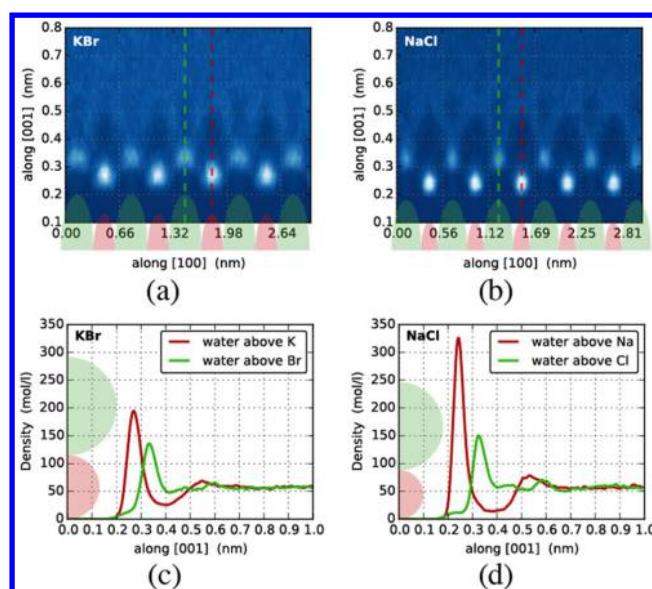 KBr
0.8
0.7
0.6
0.5
0.4
0.3
0.2
0.1
along [001] (nm)
0.00 0.66 1.32 1.98 2.64
along [100] (nm)
(a)
NaCl
0.8
0.7
0.6
0.5
0.4
0.3
0.2
0.1
along [001] (nm)
0.00 0.56 1.12 1.69 2.25 2.81
along [100] (nm)
(b)
KBr
water above K
water above Br
350
300
250
200
150
100
50
0
Density (mol/l)
0.0 0.1 0.2 0.3 0.4 0.5 0.6 0.7 0.8 0.9 1.0
along [001] (nm)
(c)
NaCl
water above Na
water above Cl
350
300
250
200
150
100
50
0
Density (mol/l)
0.0 0.1 0.2 0.3 0.4 0.5 0.6 0.7 0.8 0.9 1.0
along [001] (nm)
(d)